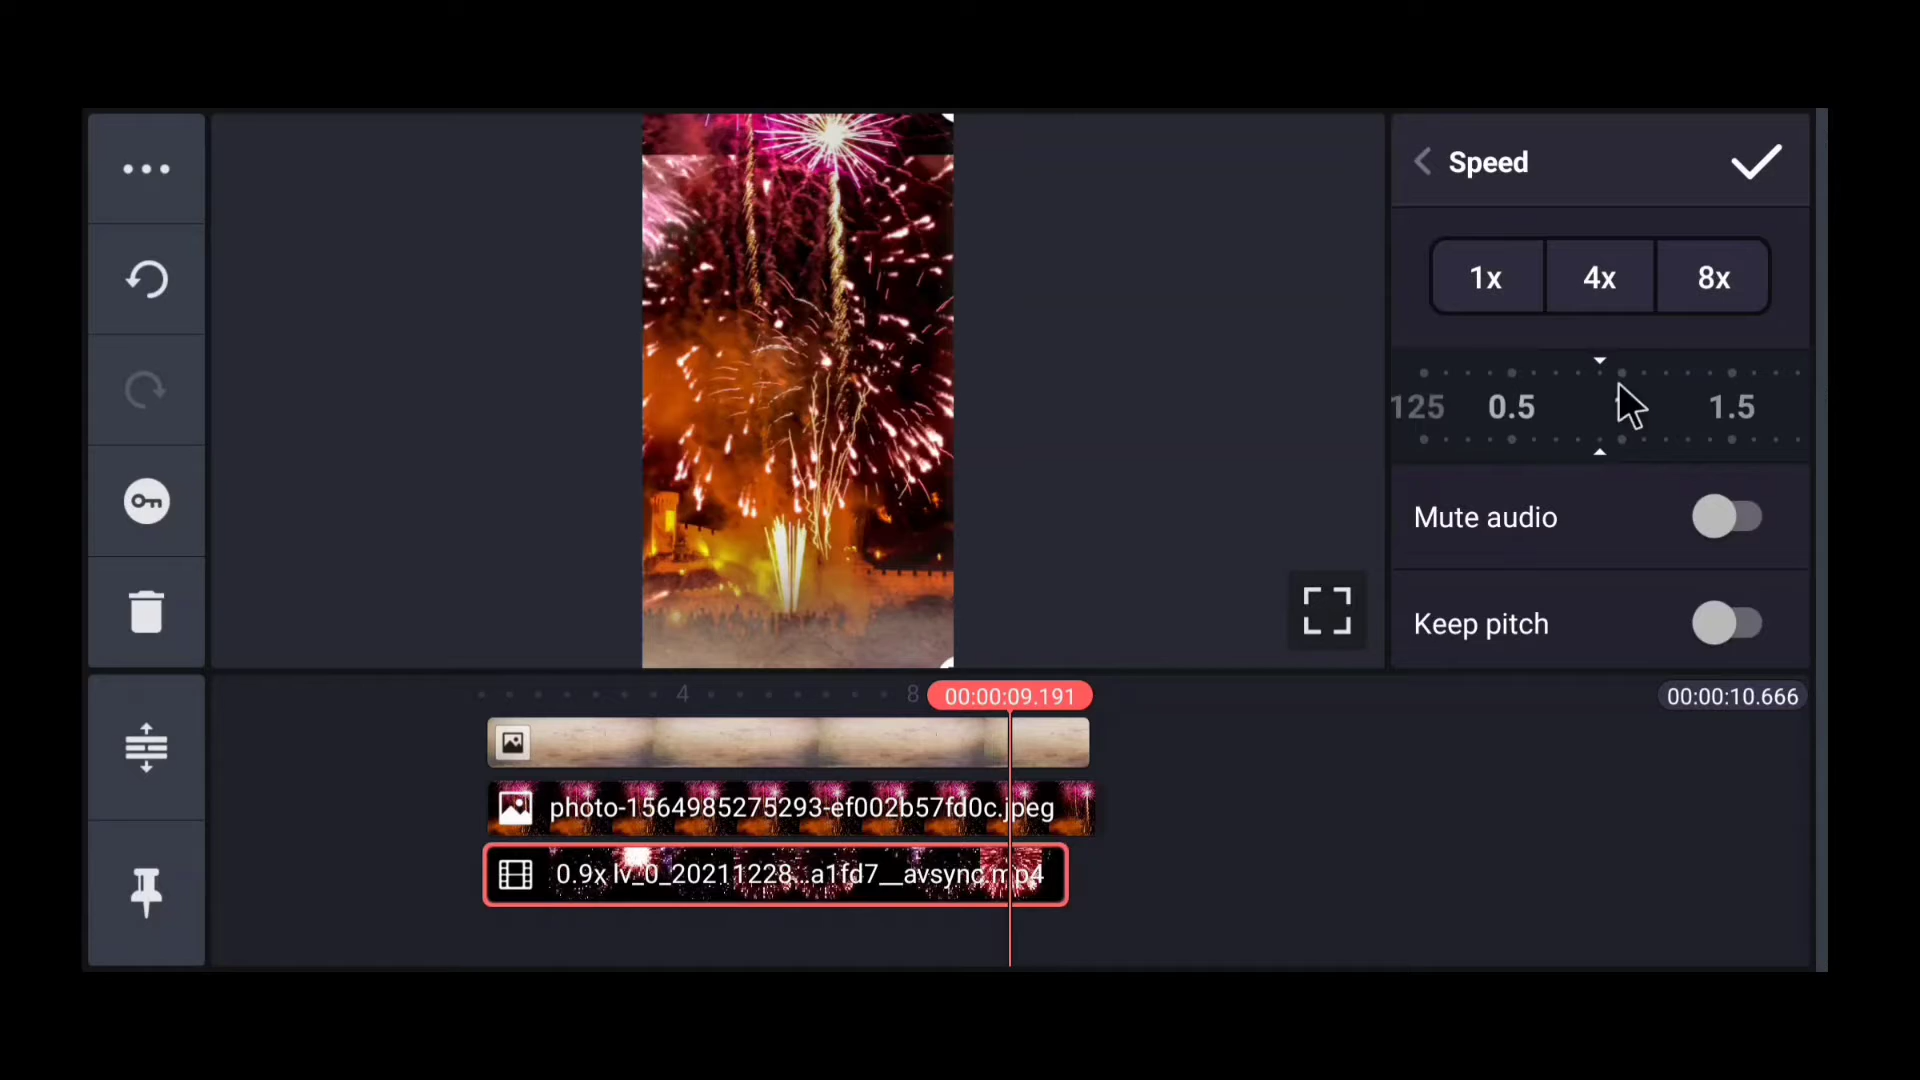 Speed
1x 4x 8x
125 0.5 1.5
Mute audio
Keep pitch
4 8 00:00:09.191 00:00:10.666
photo-1564985275293-ef002b57fd0c.jpeg
0.9x lv_0_20211228...a1fd7__avsync.mp4